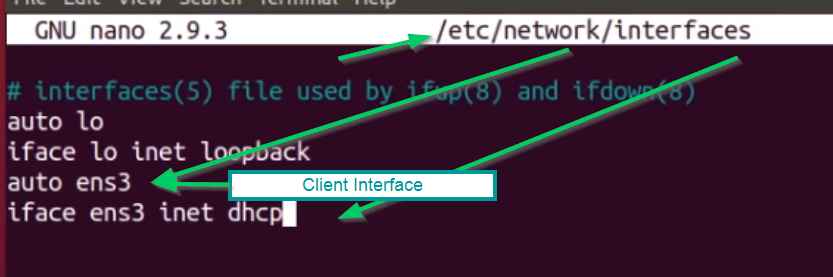 File Edit View Search Terminal Help
GNU nano 2.9.3 /etc/network/interfaces
# interfaces(5) file used by ifup(8) and ifdown(8)
auto lo
iface lo inet loopback
auto ens3
Client Interface
iface ens3 inet dhcp